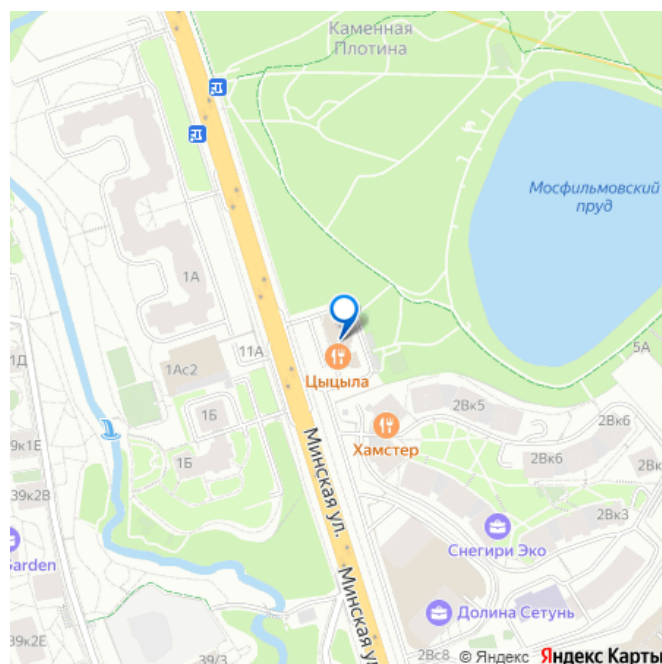 Каменная
Плотина
Мосфильмовский
пруд
1А
5А
1Д
11А
1Ас2
Цыцыла
2Вк5
1Б
2Вк6
Хамстер
9к1Е
1Б
2Вк6
2Вк
39к2В
Минская ул.
2Вк3
Снегири Эко
Garden
Минская ул
Долина Сетунь
39к2Е
39/3
2Вс8
© Яндекс Яндекс Карты